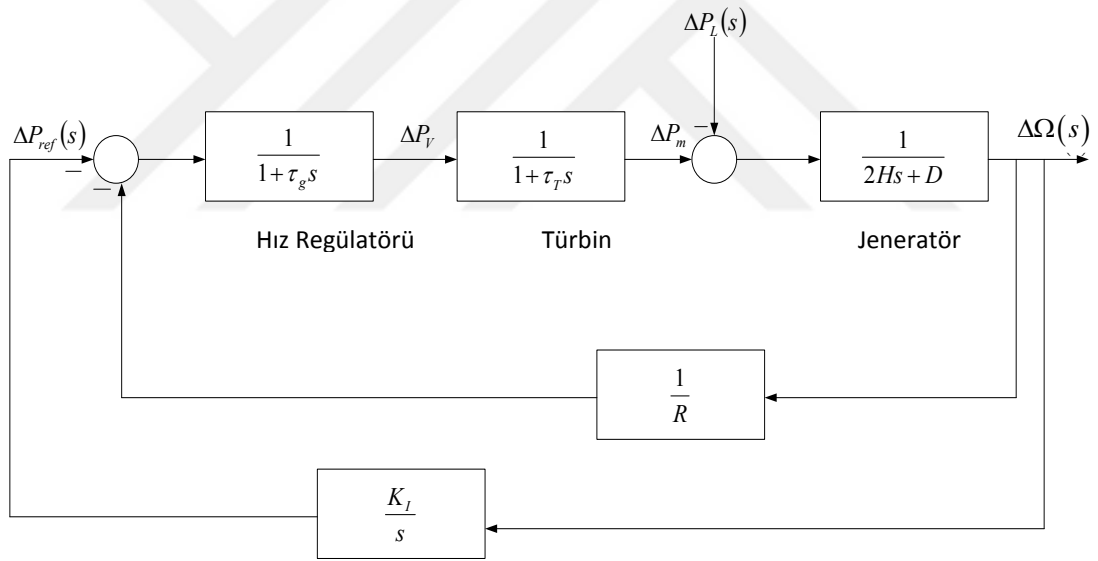 ΔP_L(s)
ΔP_ref(s)
−
−
1/(1+τ_g s)
ΔP_V
1/(1+τ_T s)
ΔP_m
−
1/(2Hs+D)
ΔΩ(s)
Hız Regülatörü
Türbin
Jeneratör
1/R
K_I/s